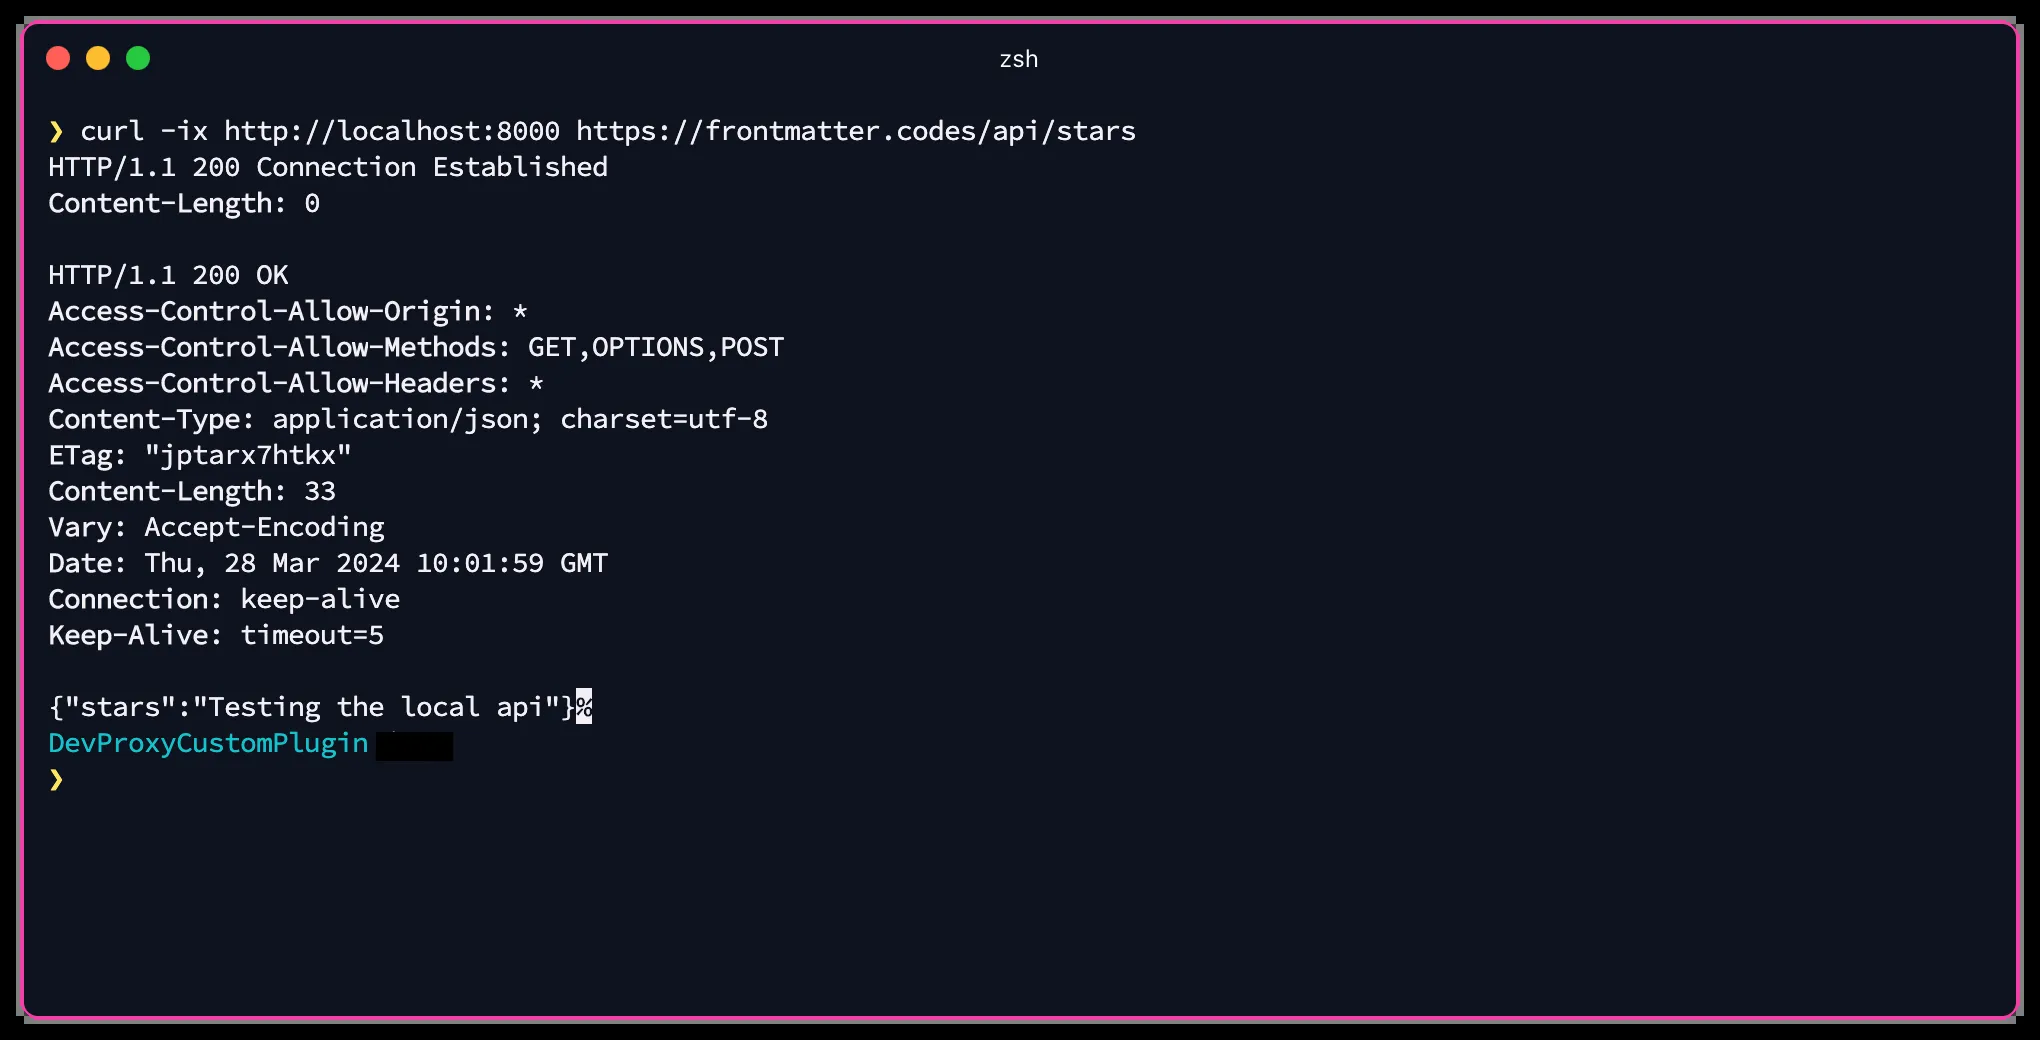 zsh
❯ curl -ix http://localhost:8000 https://frontmatter.codes/api/stars
HTTP/1.1 200 Connection Established
Content-Length: 0
HTTP/1.1 200 OK
Access-Control-Allow-Origin: *
Access-Control-Allow-Methods: GET,OPTIONS,POST
Access-Control-Allow-Headers: *
Content-Type: application/json; charset=utf-8
ETag: "jptarx7htkx"
Content-Length: 33
Vary: Accept-Encoding
Date: Thu, 28 Mar 2024 10:01:59 GMT
Connection: keep-alive
Keep-Alive: timeout=5
{"stars":"Testing the local api"}%
DevProxyCustomPlugin
❯